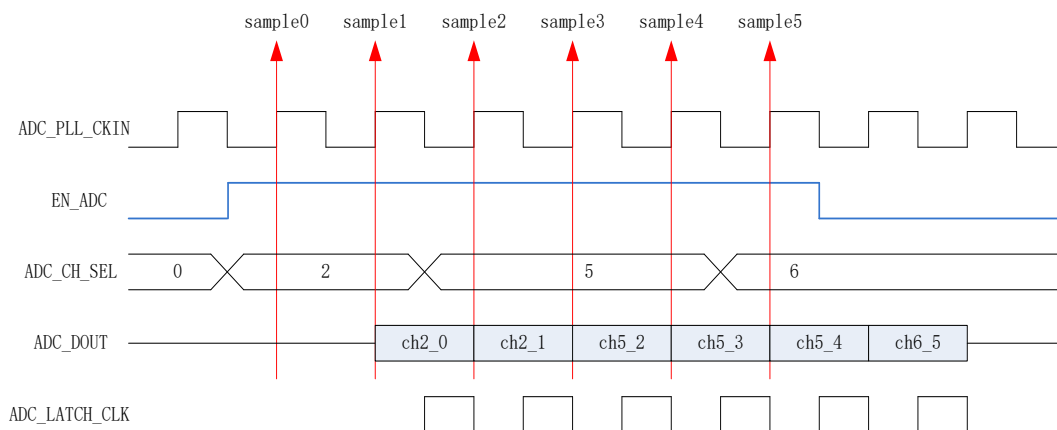 sample0 sample1 sample2 sample3 sample4 sample5
ADC_PLL_CKIN
EN_ADC
ADC_CH_SEL 0 2 5 6
ADC_DOUT ch2_0 ch2_1 ch5_2 ch5_3 ch5_4 ch6_5
ADC_LATCH_CLK